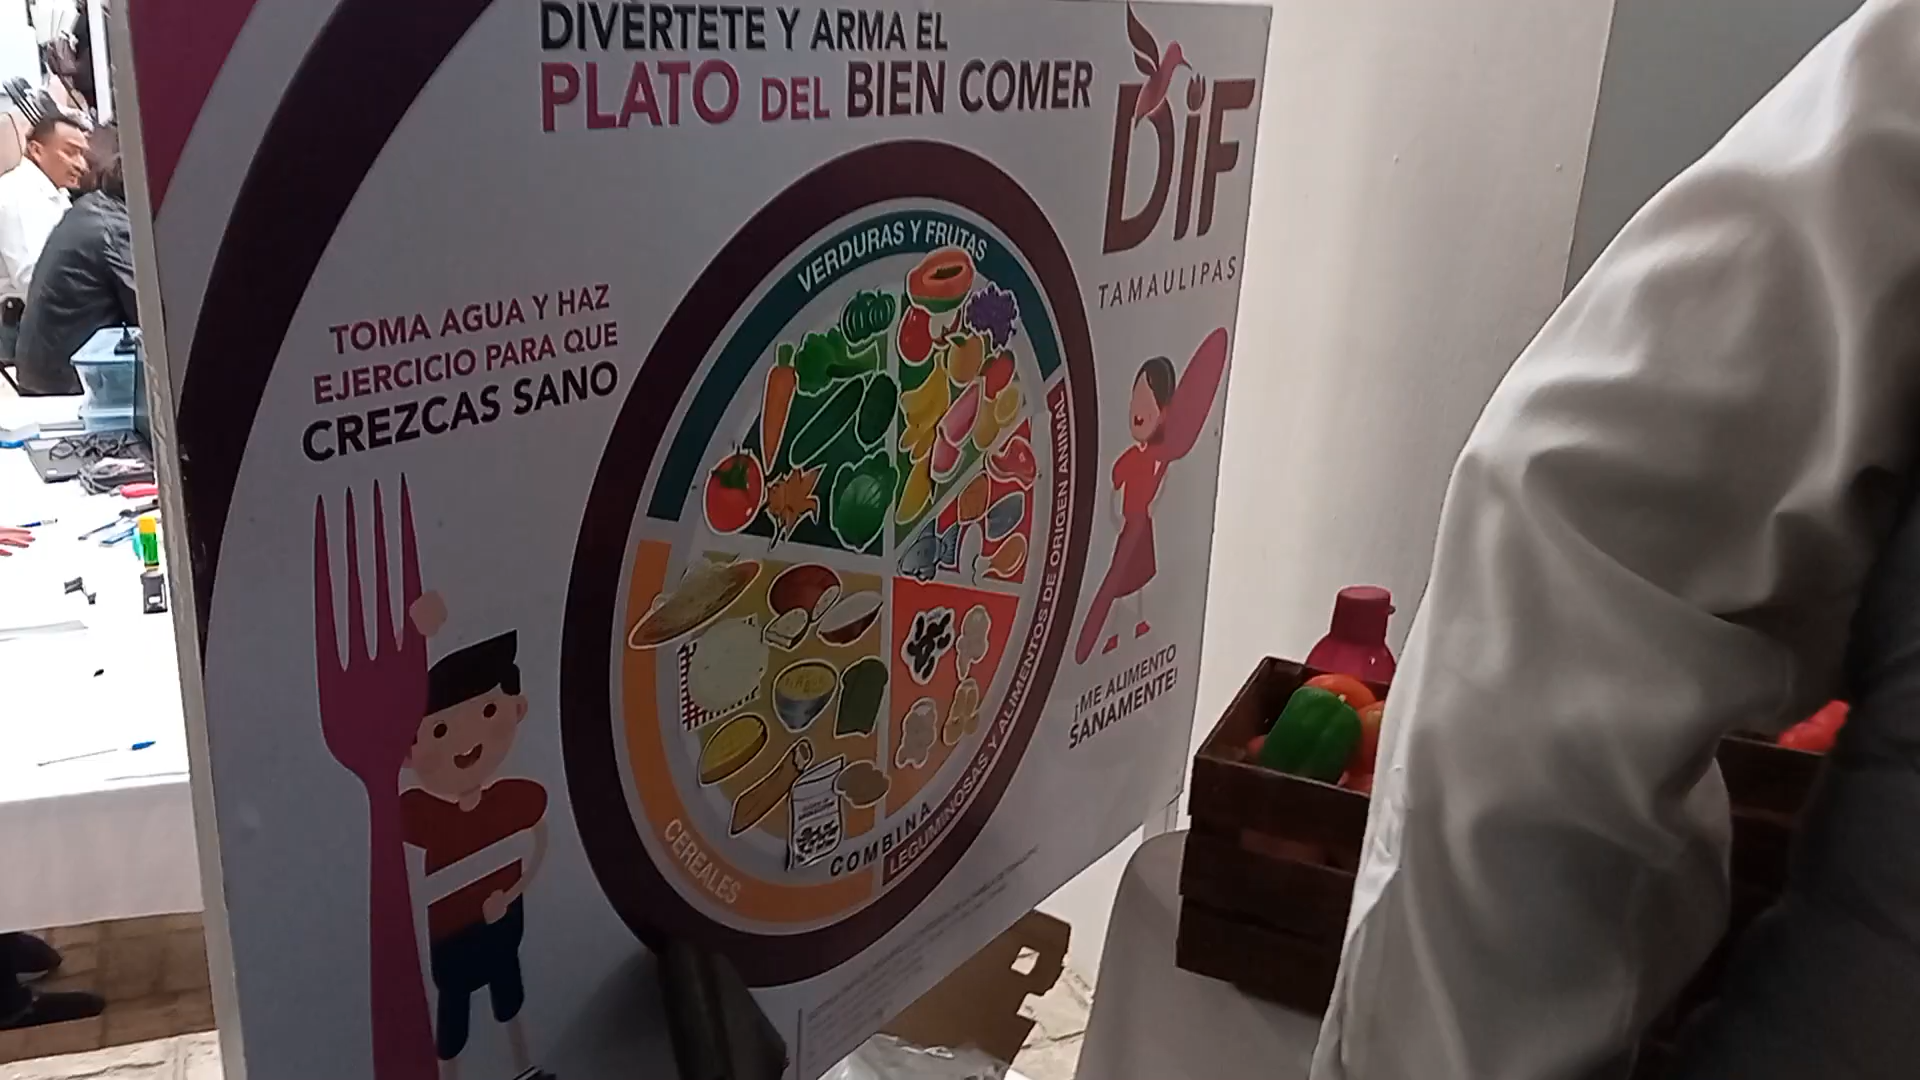 DIVÉRTETE Y ARMA EL
PLATO DEL BIEN COMER
DiF
TAMAULIPAS
TOMA AGUA Y HAZ
EJERCICIO PARA QUE
CREZCAS SANO
VERDURAS Y FRUTAS
LEGUMINOSAS Y ALIMENTOS DE ORIGEN ANIMAL
CEREALES
COMBINA
¡ME ALIMENTO
SANAMENTE!